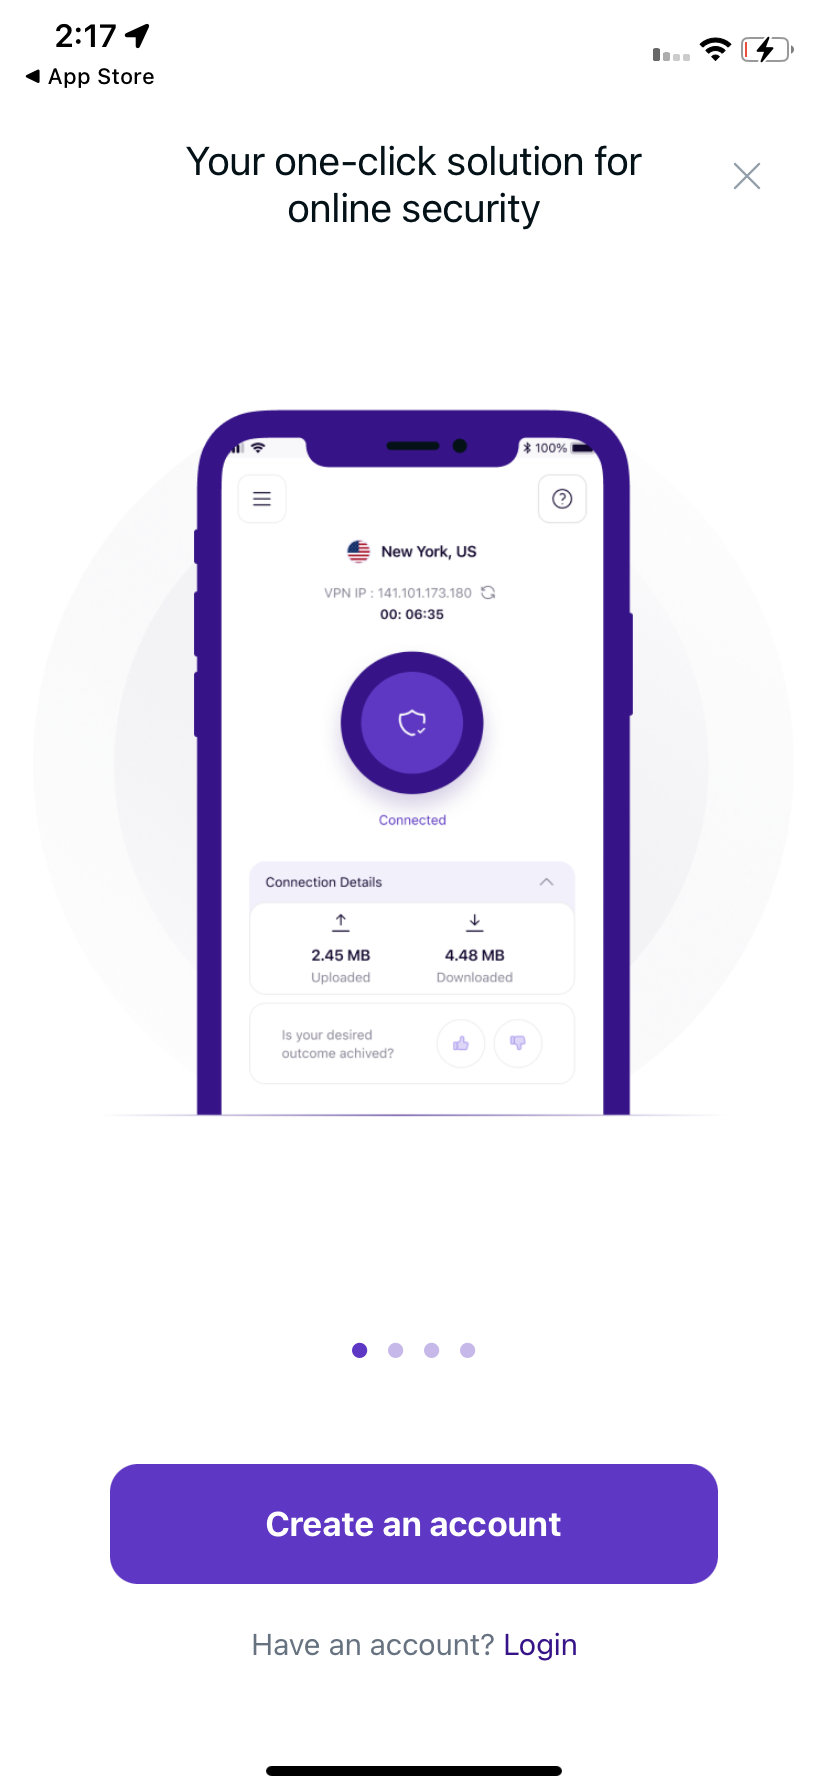 2:17
◀ App Store
Your one-click solution for
online security
100%
New York, US
VPN IP : 141.101.173.180
00: 06:35
Connected
Connection Details
2.45 MB
4.48 MB
Uploaded
Downloaded
Is your desired
outcome achived?
Create an account
Have an account? Login